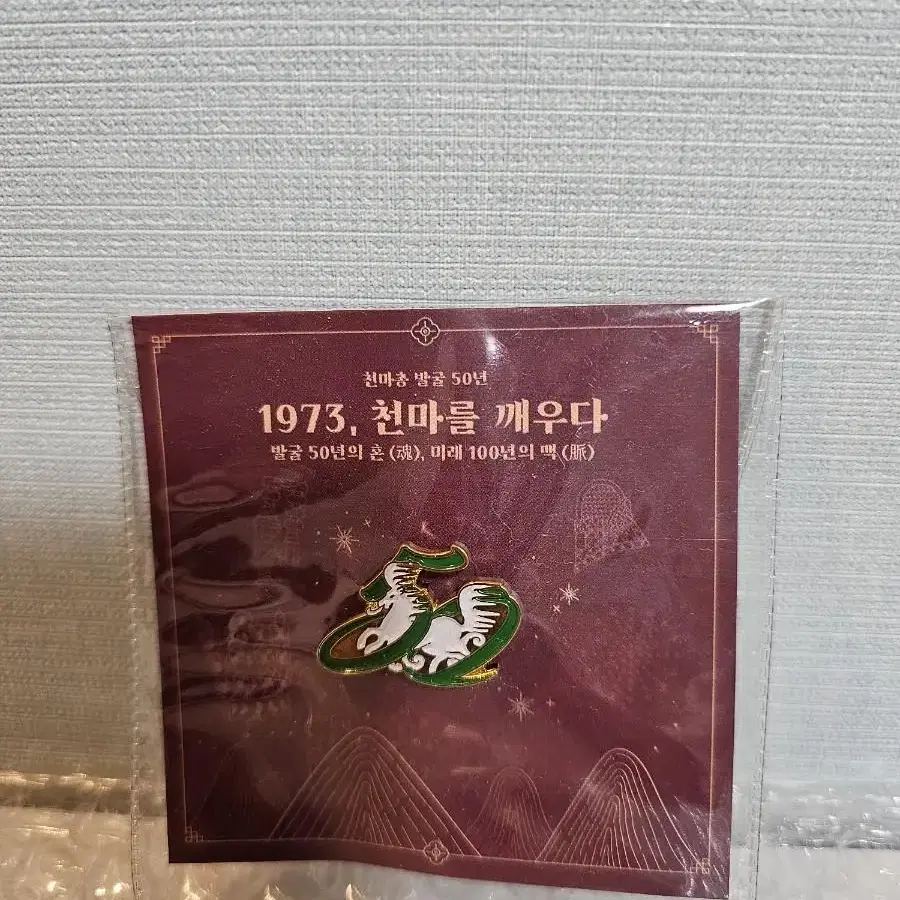 천마총 발굴 50년
1973, 천마를 깨우다
발굴 50년의 혼〈魂〉, 미래 100년의 맥〈脈〉
50